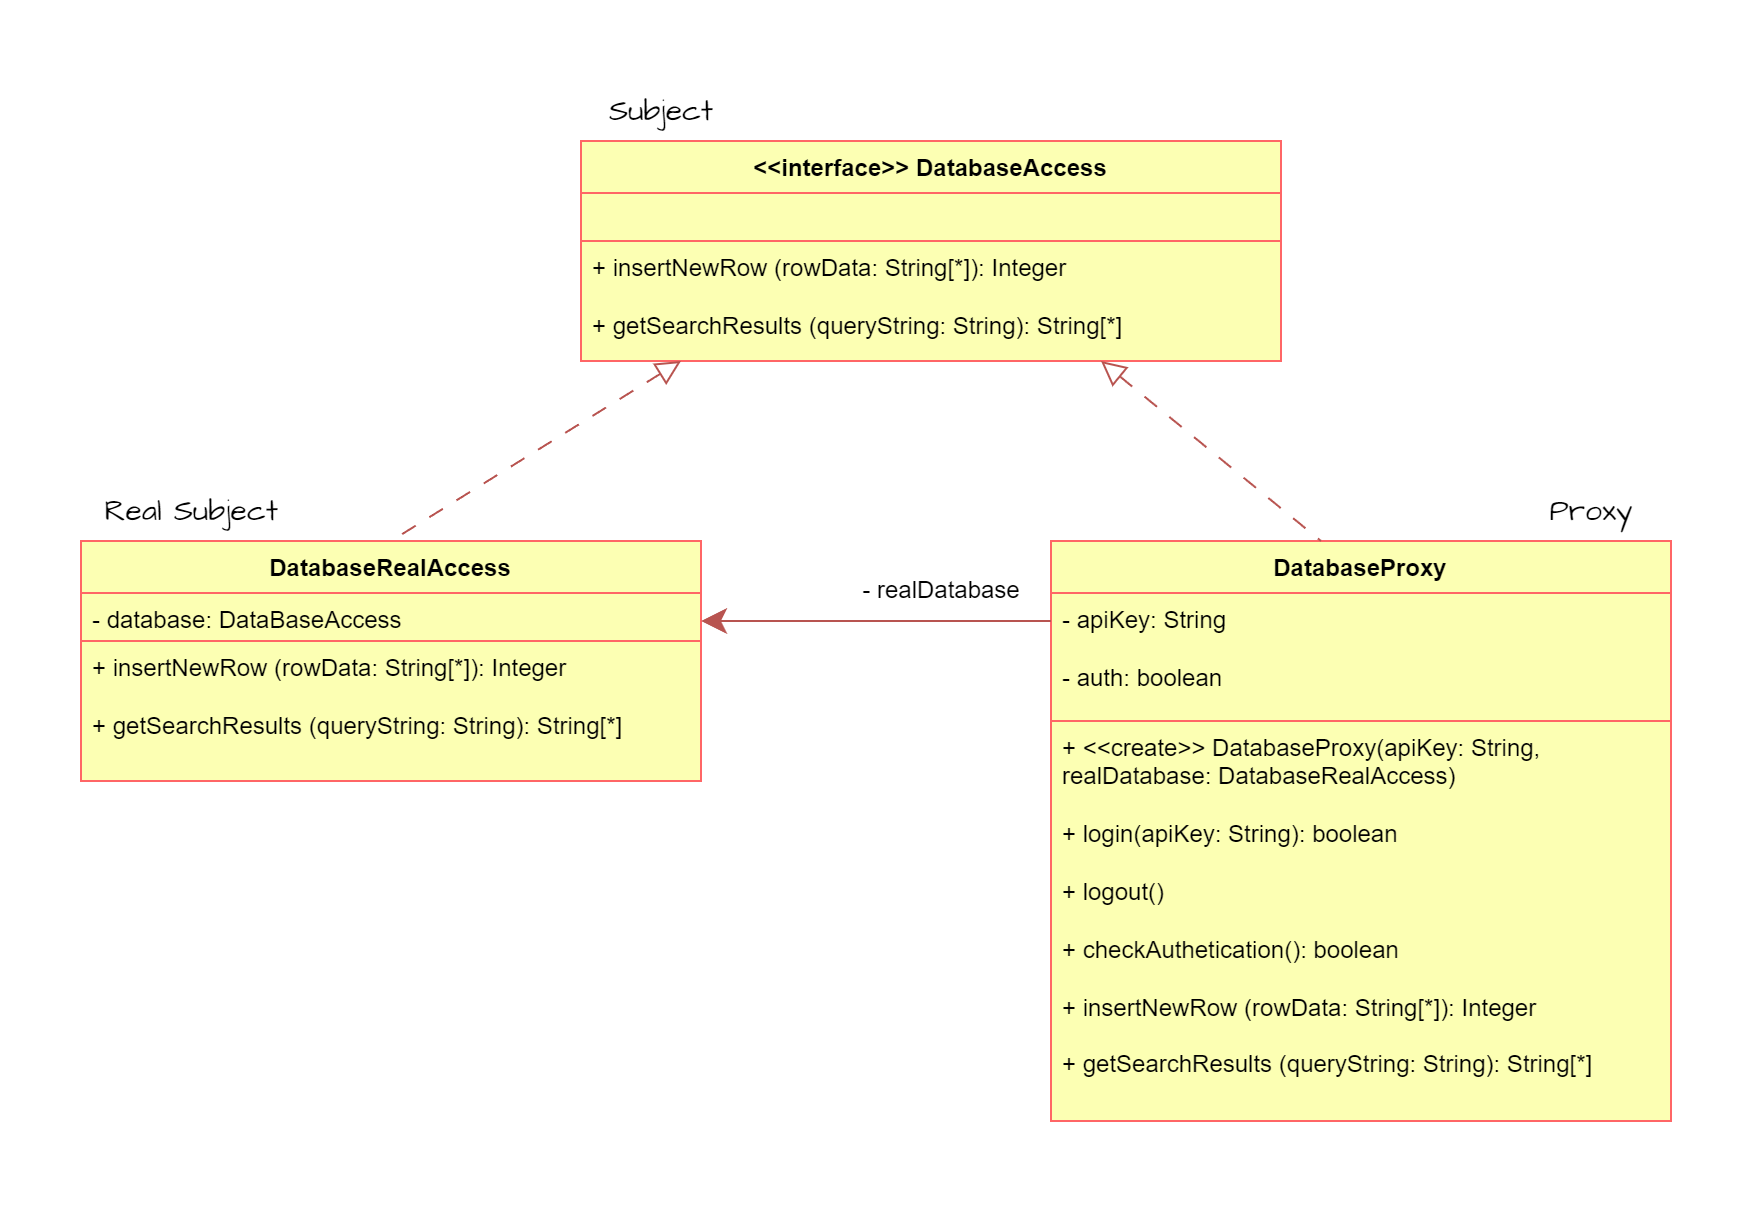 Subject
<<interface>> DatabaseAccess
+ insertNewRow (rowData: String[*]): Integer
+ getSearchResults (queryString: String): String[*]
Real Subject
DatabaseRealAccess
- database: DataBaseAccess
+ insertNewRow (rowData: String[*]): Integer
+ getSearchResults (queryString: String): String[*]
- realDatabase
Proxy
DatabaseProxy
- apiKey: String
- auth: boolean
+ <<create>> DatabaseProxy(apiKey: String,
realDatabase: DatabaseRealAccess)
+ login(apiKey: String): boolean
+ logout()
+ checkAuthetication(): boolean
+ insertNewRow (rowData: String[*]): Integer
+ getSearchResults (queryString: String): String[*]